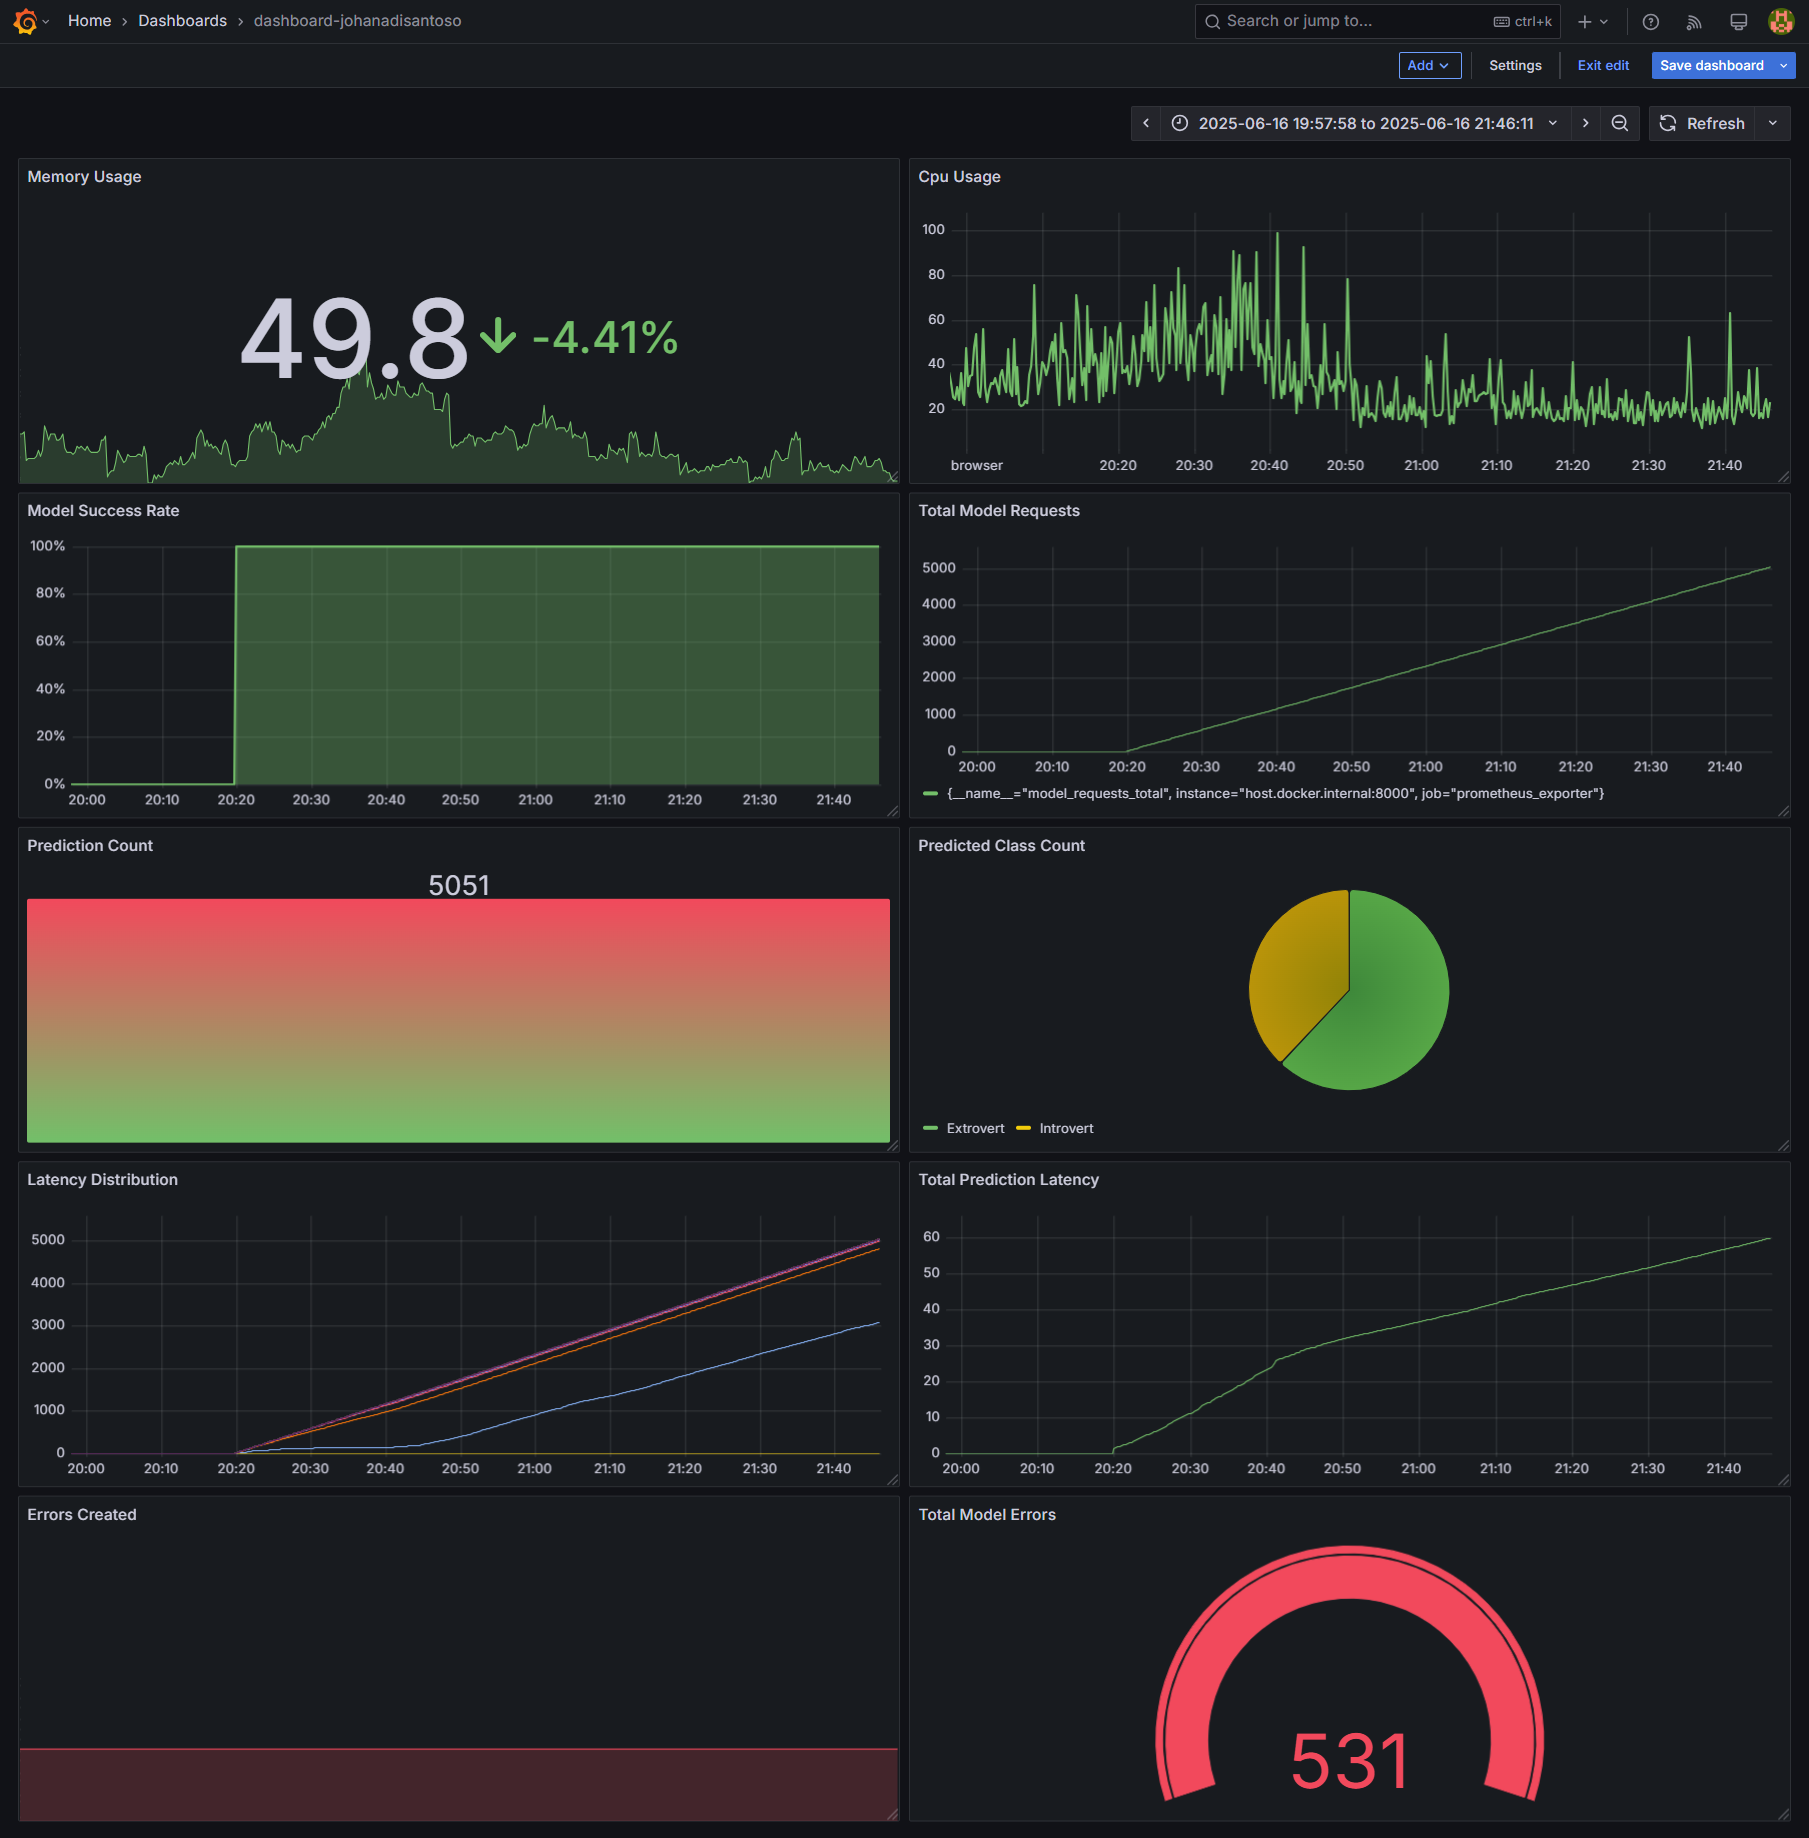 Home › Dashboards › dashboard-johanadisantoso
Search or jump to... ctrl+k
Add Settings Exit edit Save dashboard
2025-06-16 19:57:58 to 2025-06-16 21:46:11 Refresh
Memory Usage
49.8 -4.41%
Cpu Usage
100
80
60
40
20
browser 20:20 20:30 20:40 20:50 21:00 21:10 21:20 21:30 21:40
Model Success Rate
100%
80%
60%
40%
20%
0%
20:00 20:10 20:20 20:30 20:40 20:50 21:00 21:10 21:20 21:30 21:40
Total Model Requests
5000
4000
3000
2000
1000
0
20:00 20:10 20:20 20:30 20:40 20:50 21:00 21:10 21:20 21:30 21:40
{__name__="model_requests_total", instance="host.docker.internal:8000", job="prometheus_exporter"}
Prediction Count
5051
Predicted Class Count
Extrovert Introvert
Latency Distribution
5000
4000
3000
2000
1000
0
20:00 20:10 20:20 20:30 20:40 20:50 21:00 21:10 21:20 21:30 21:40
Total Prediction Latency
60
50
40
30
20
10
0
20:00 20:10 20:20 20:30 20:40 20:50 21:00 21:10 21:20 21:30 21:40
Errors Created
Total Model Errors
531